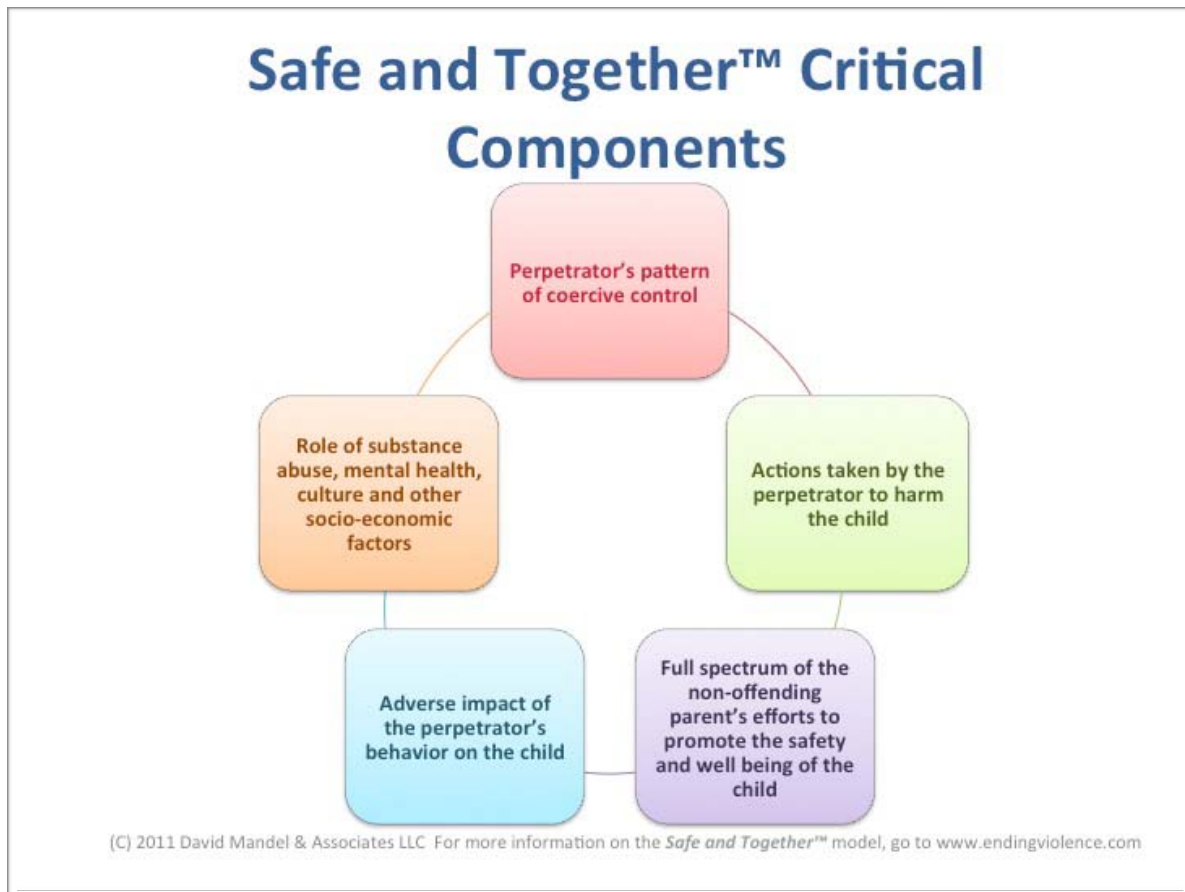 Safe and Together™ Critical
Components
Perpetrator's pattern
of coercive control
Actions taken by the
perpetrator to harm
the child
Full spectrum of the
non-offending
parent's efforts to
promote the safety
and well being of the
child
Adverse impact of
the perpetrator's
behavior on the child
Role of substance
abuse, mental health,
culture and other
socio-economic
factors
(C) 2011 David Mandel & Associates LLC  For more information on the Safe and Together™ model, go to www.endingviolence.com